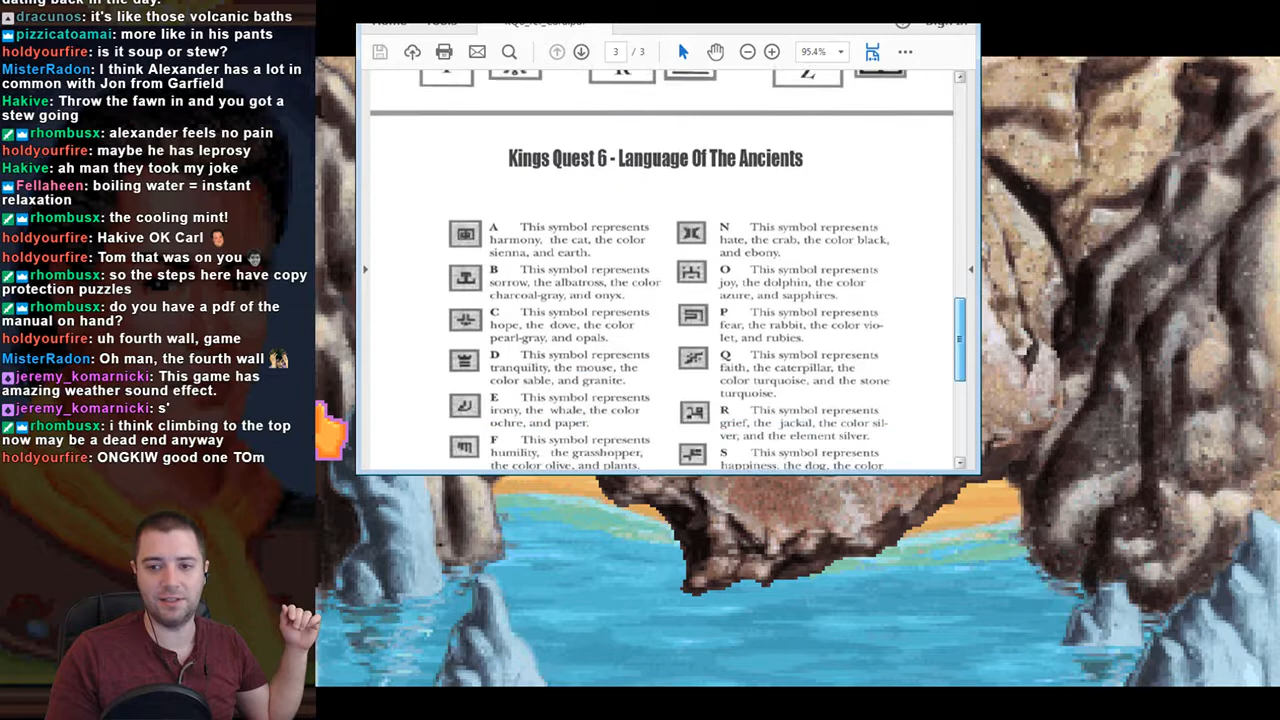 dating back in the day.
dracunos: it's like those volcanic baths
pizzicatoamai: more like in his pants
holdyourfire: is it soup or stew?
MisterRadon: I think Alexander has a lot in
common with Jon from Garfield
Hakive: Throw the fawn in and you got a
stew going
rhombusx: alexander feels no pain
holdyourfire: maybe he has leprosy
Hakive: ah man they took my joke
Fellaheen: boiling water = instant
relaxation
rhombusx: the cooling mint!
holdyourfire: Hakive OK Carl
holdyourfire: Tom that was on you
rhombusx: so the steps here have copy
protection puzzles
rhombusx: do you have a pdf of the
manual on hand?
holdyourfire: uh fourth wall, game
MisterRadon: Oh man, the fourth wall
jeremy_komarnicki: This game has
amazing weather sound effect.
jeremy_komarnicki: s'
rhombusx: i think climbing to the top
now may be a dead end anyway
holdyourfire: ONGKIW good one TOm
3 / 3
95.4%
R
Z
Kings Quest 6 - Language Of The Ancients
A This symbol represents
harmony, the cat, the color
sienna, and earth.
B This symbol represents
sorrow, the albatross, the color
charcoal-gray, and onyx.
C This symbol represents
hope, the dove, the color
pearl-gray, and opals.
D This symbol represents
tranquility, the mouse, the
color sable, and granite.
E This symbol represents
irony, the whale, the color
ochre, and paper.
F This symbol represents
humility, the grasshopper,
the color olive, and plants.
N This symbol represents
hate, the crab, the color black,
and ebony.
O This symbol represents
joy, the dolphin, the color
azure, and sapphires.
P This symbol represents
fear, the rabbit, the color vio-
let, and rubies.
Q This symbol represents
faith, the caterpillar, the
color turquoise, and the stone
turquoise.
R This symbol represents
grief, the jackal, the color sil-
ver, and the element silver.
S This symbol represents
happiness, the dog, the color